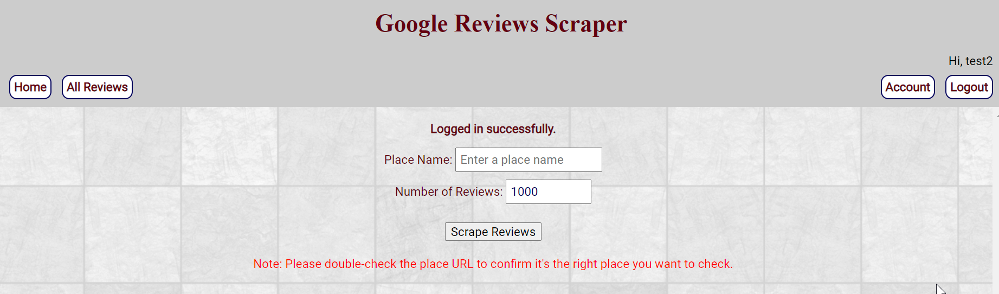 Google Reviews Scraper
Hi, test2
Home All Reviews Account Logout
Logged in successfully.
Place Name: Enter a place name
Number of Reviews: 1000
Scrape Reviews
Note: Please double-check the place URL to confirm it's the right place you want to check.